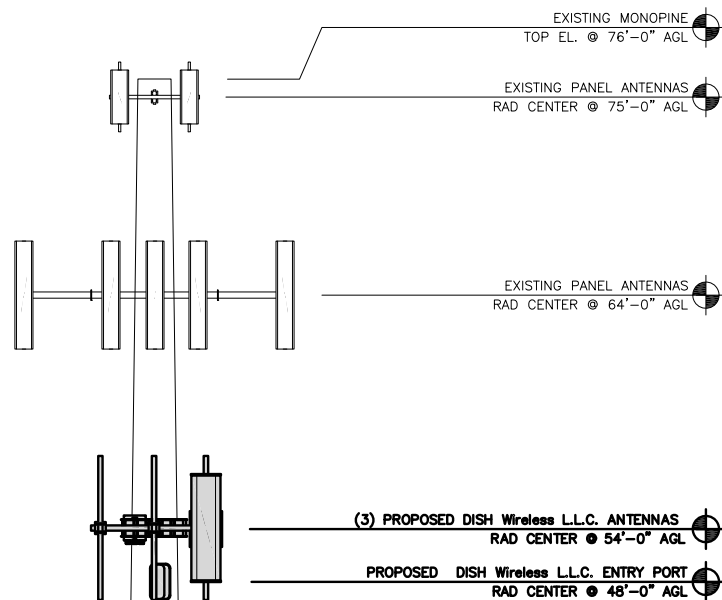 EXISTING MONOPINE
TOP EL. @ 76'-0" AGL
EXISTING PANEL ANTENNAS
RAD CENTER @ 75'-0" AGL
EXISTING PANEL ANTENNAS
RAD CENTER @ 64'-0" AGL
(3) PROPOSED DISH Wireless L.L.C. ANTENNAS
RAD CENTER @ 54'-0" AGL
PROPOSED DISH Wireless L.L.C. ENTRY PORT
RAD CENTER @ 48'-0" AGL